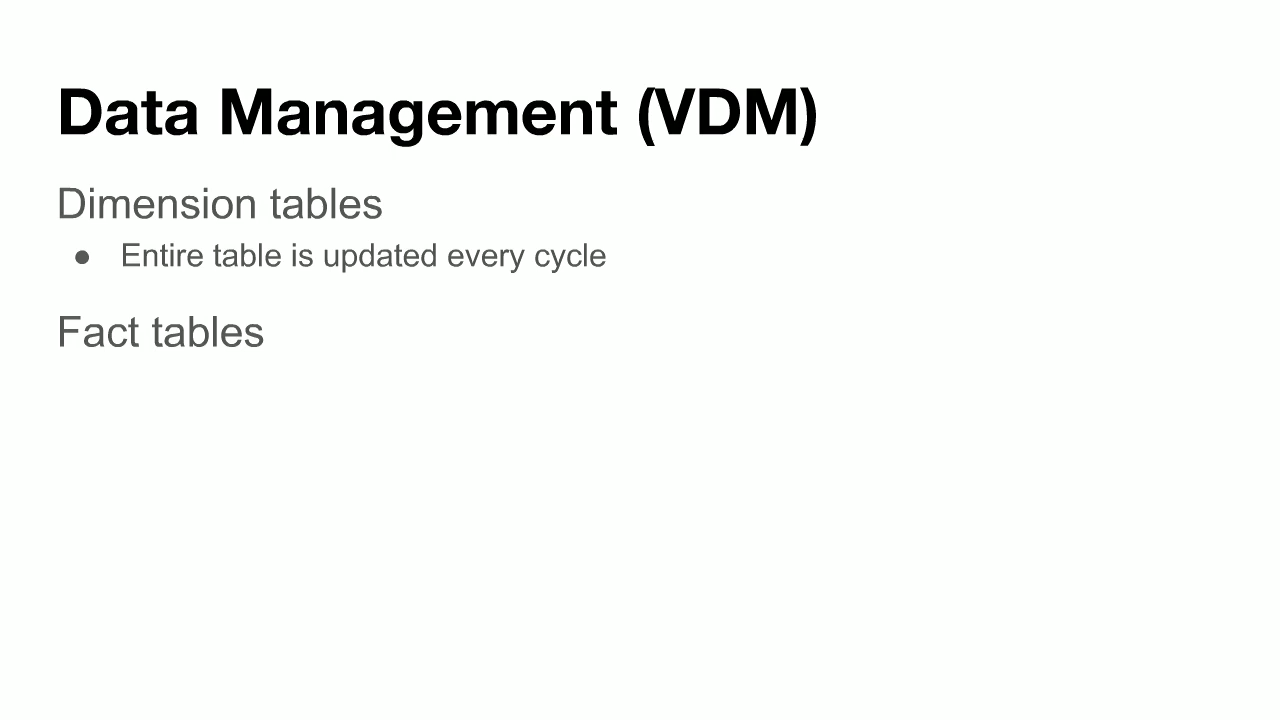 Data Management (VDM)
Dimension tables
● Entire table is updated every cycle
Fact tables